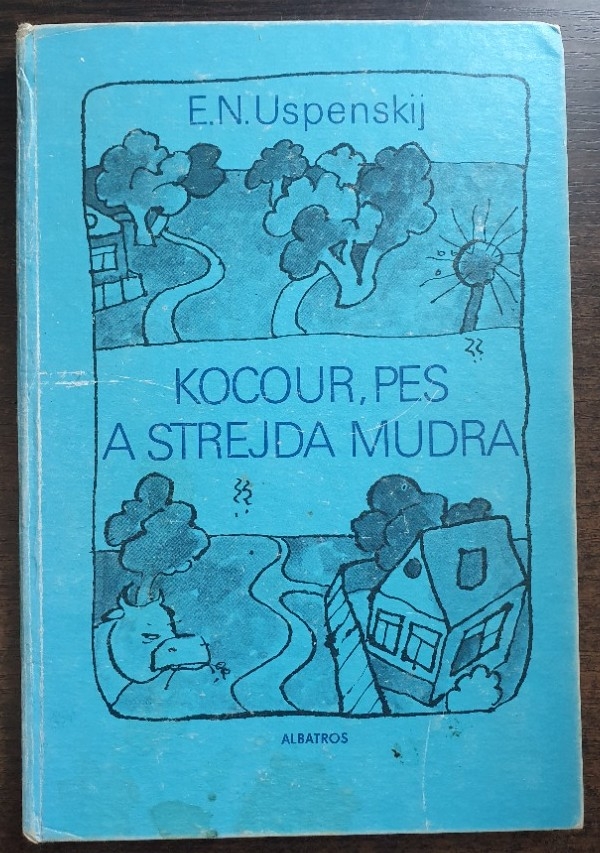 E.N.Uspenskij
KOCOUR, PES
A STREJDA MUDRA
ALBATROS